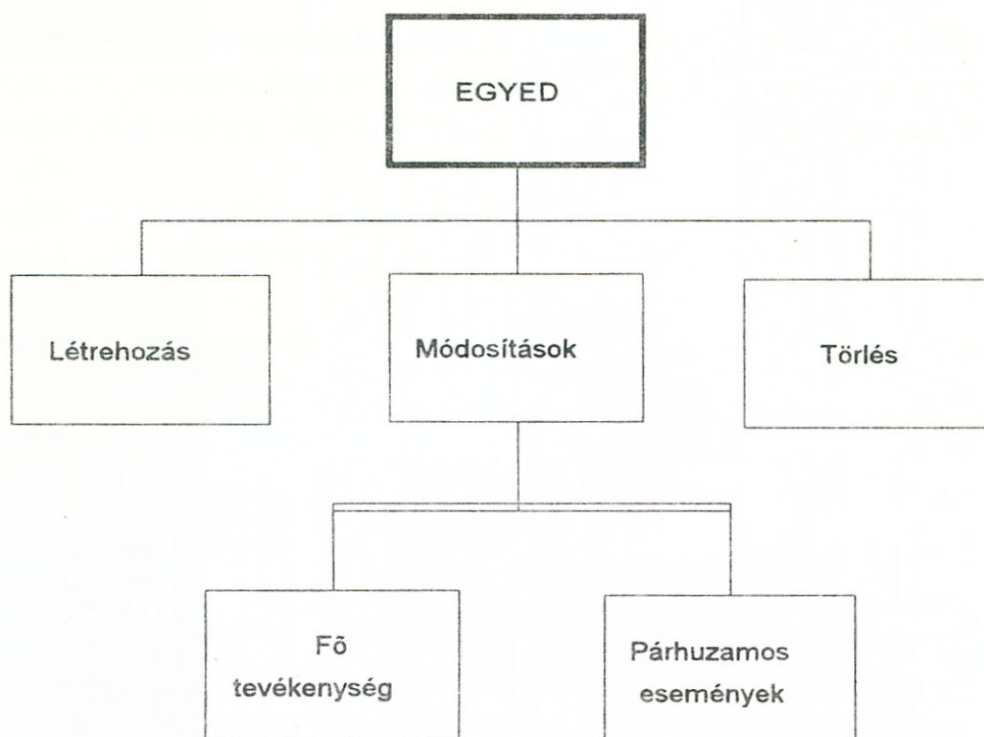 EGYED
Létrehozás
Módosítások
Törlés
Fõ
tevékenység
Párhuzamos
események